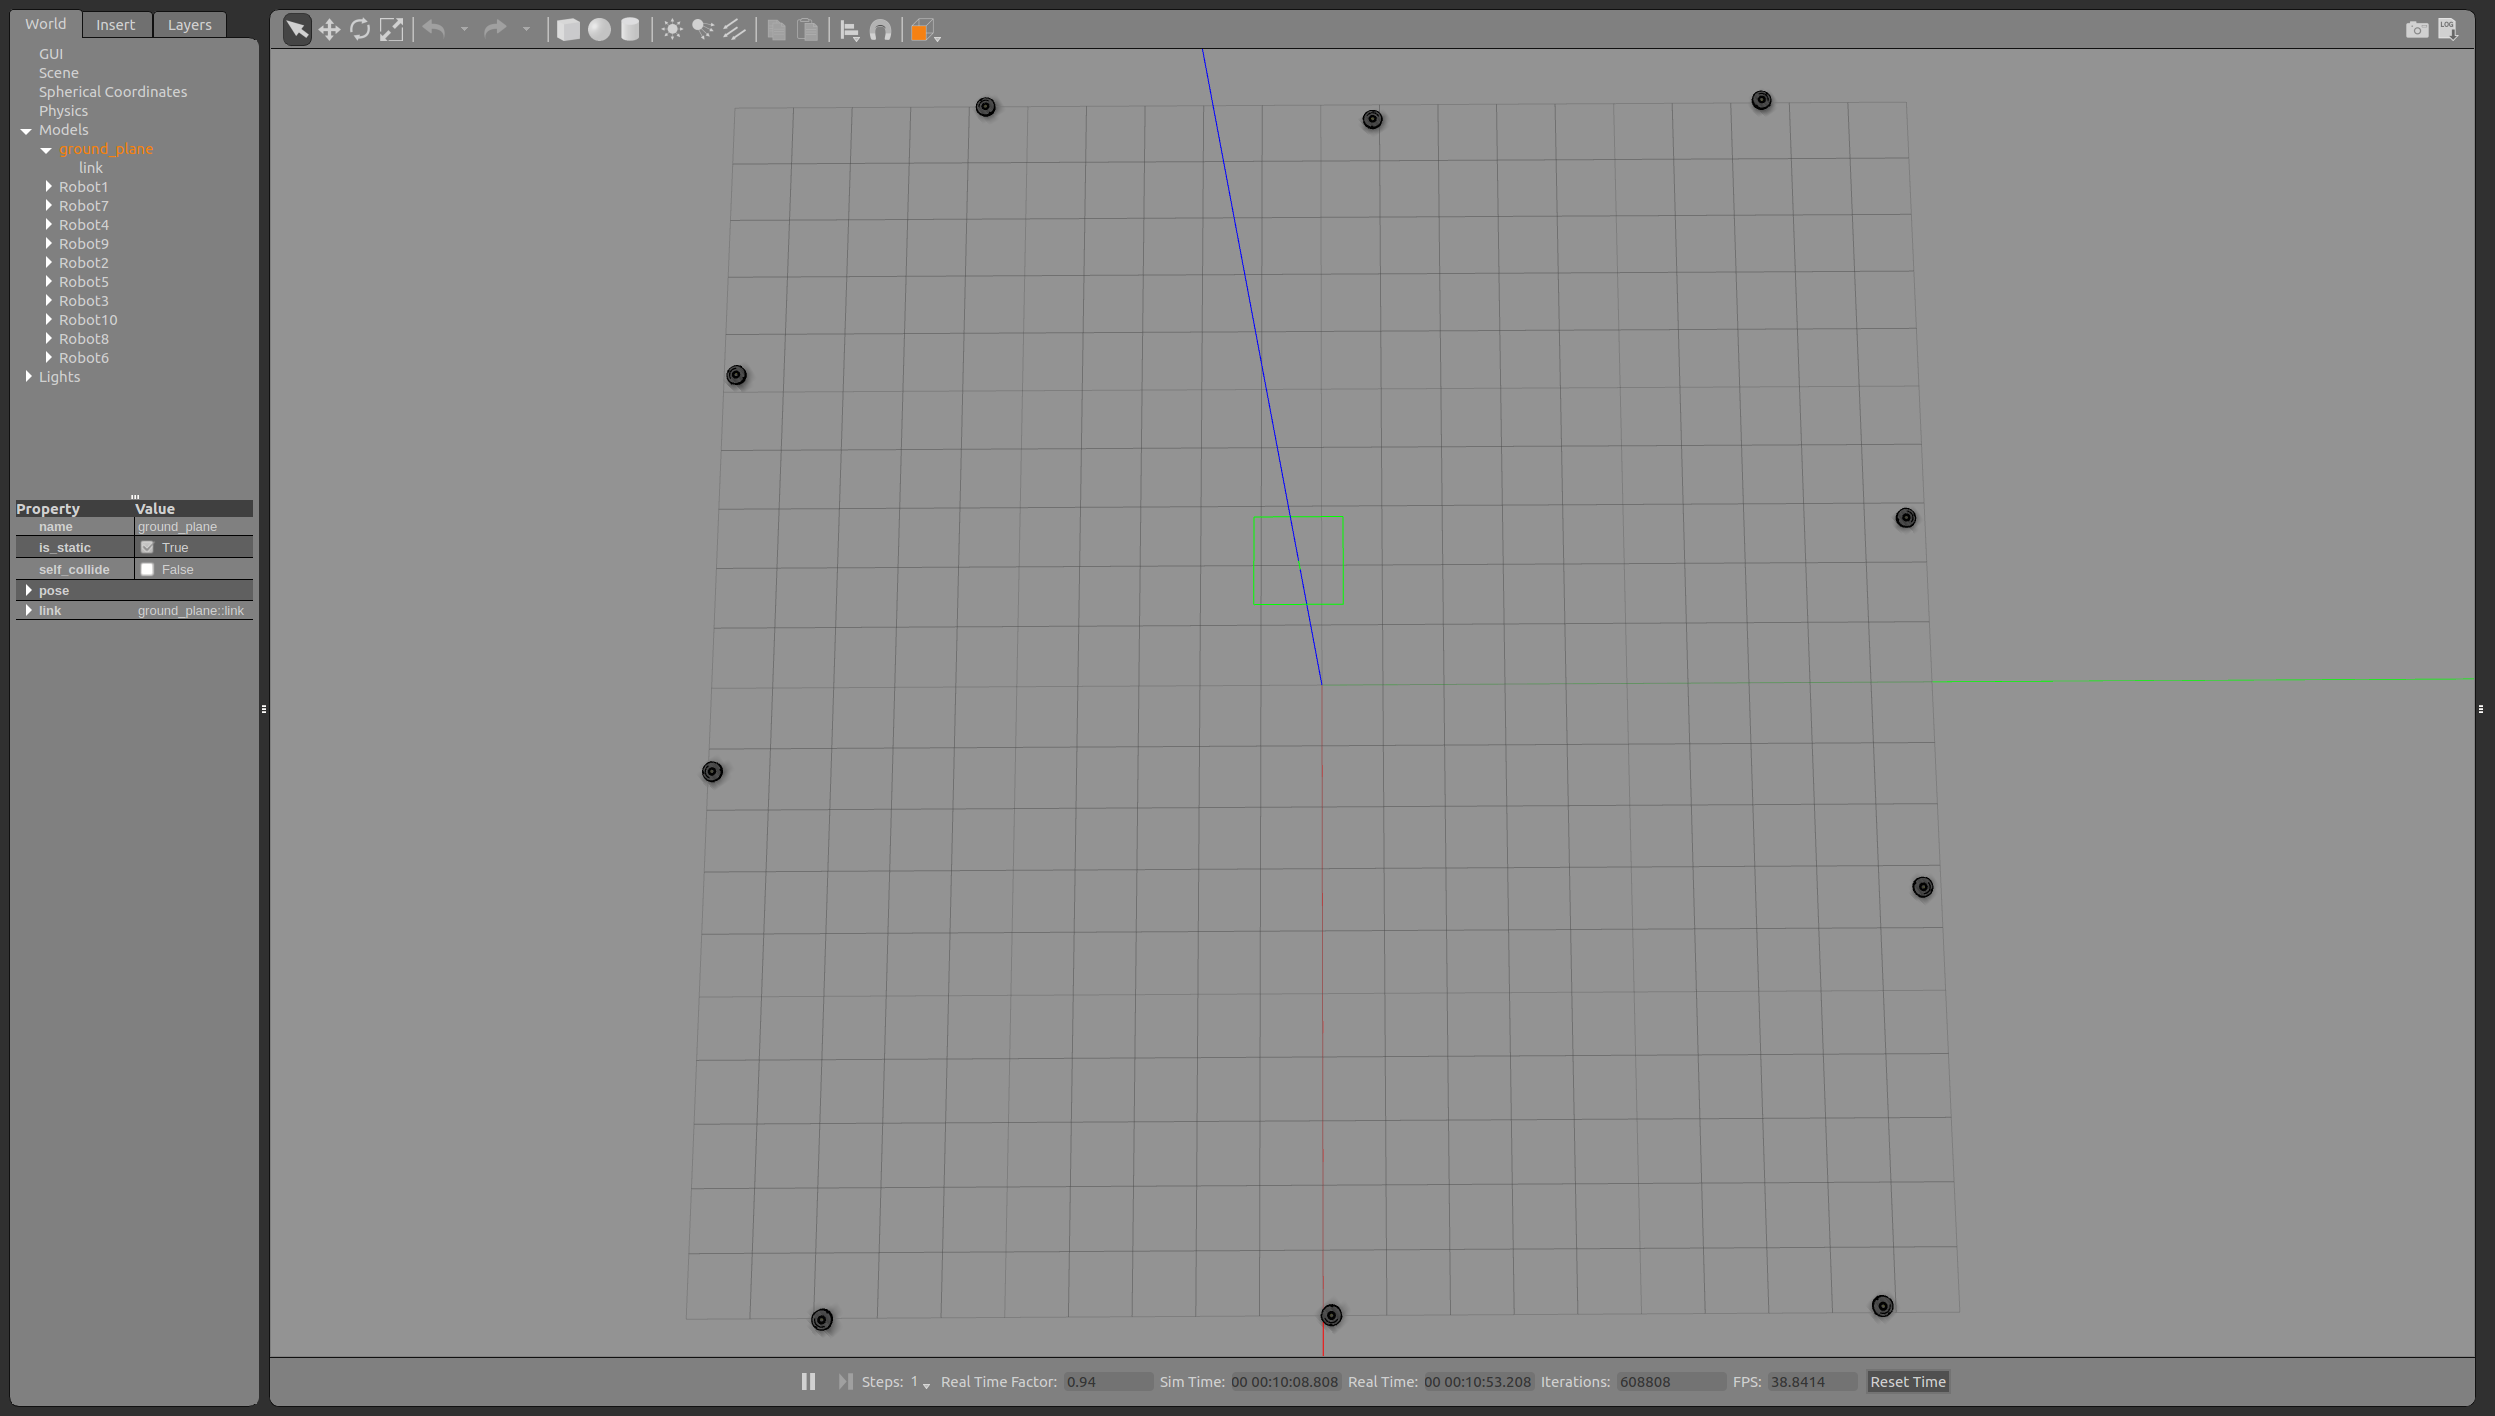 World Insert Layers
GUI
Scene
Spherical Coordinates
Physics
Models
ground_plane
link
Robot1
Robot7
Robot4
Robot9
Robot2
Robot5
Robot3
Robot10
Robot8
Robot6
Lights
Property Value
name ground_plane
is_static True
self_collide False
pose
link ground_plane::link
LOG
Steps: 1 Real Time Factor: 0.94 Sim Time: 00 00:10:08.808 Real Time: 00 00:10:53.208 Iterations: 608808 FPS: 38.8414 Reset Time